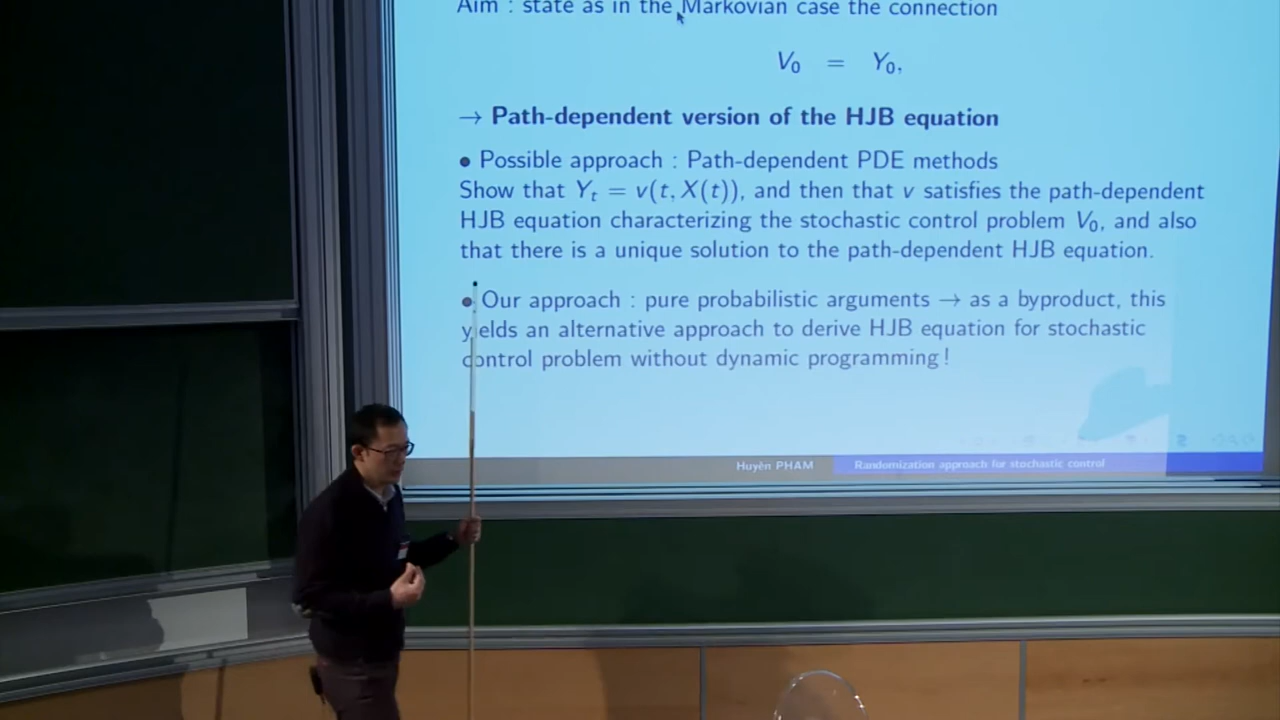 Aim : state as in the Markovian case the connection
V₀ = Y₀,
→ Path-dependent version of the HJB equation
• Possible approach : Path-dependent PDE methods
Show that Yₜ = v(t, X(t)), and then that v satisfies the path-dependent
HJB equation characterizing the stochastic control problem V₀, and also
that there is a unique solution to the path-dependent HJB equation.
• Our approach : pure probabilistic arguments → as a byproduct, this
yields an alternative approach to derive HJB equation for stochastic
control problem without dynamic programming !
Huyên PHAM Randomization approach for stochastic control